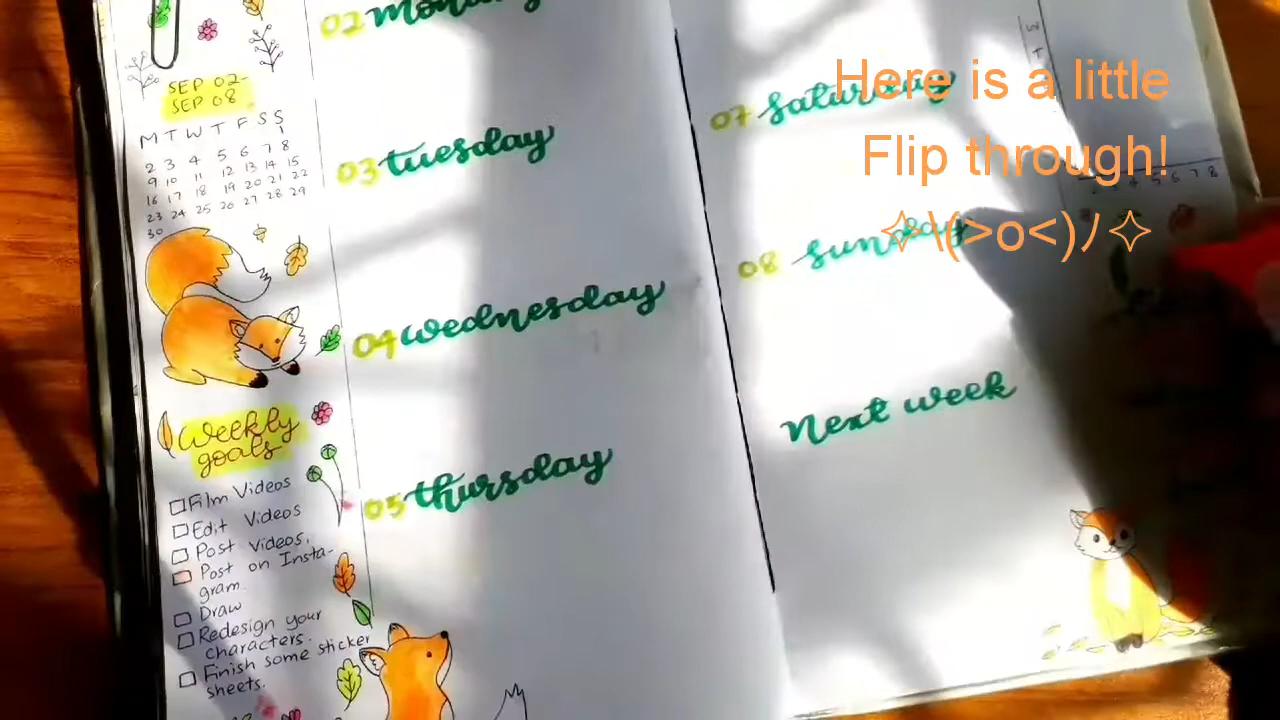 02 monday
SEP 02-
SEP 08
M T W T F S S
1
2 3 4 5 6 7 8
9 10 11 12 13 14 15
16 17 18 19 20 21 22
23 24 25 26 27 28 29
30
03 tuesday
04 wednesday
weekly
goals
Film Videos
Edit Videos
Post Videos.
Post on Insta-
gram.
Draw
Redesign your
characters.
Finish some sticker
sheets.
05 thursday
07 saturday
08 sunday
Next week
Here is a little
Flip through!
✧\(>o<)ﾉ✧